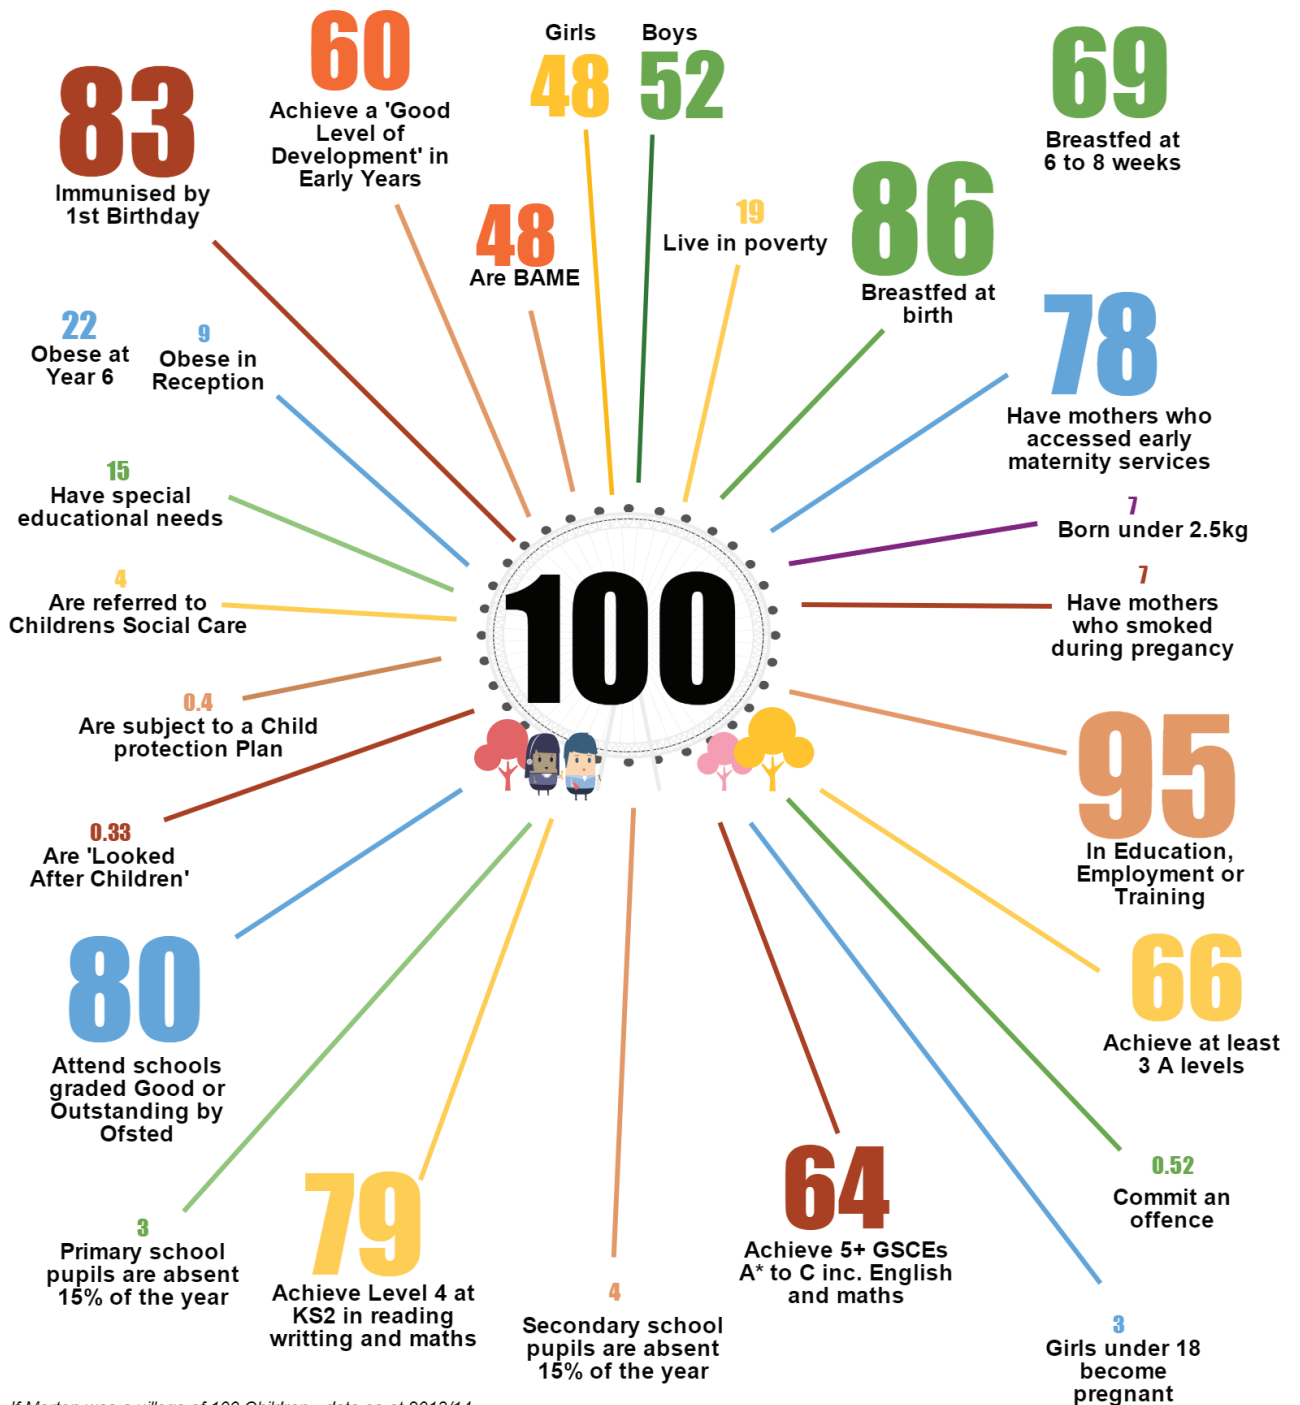 60
Achieve a 'Good
Level of
Development' in
Early Years
Girls
48
Boys
52
69
Breastfed at
6 to 8 weeks
83
Immunised by
1st Birthday
48
Are BAME
19
Live in poverty
86
Breastfed at
birth
22
Obese at
Year 6
9
Obese in
Reception
78
Have mothers who
accessed early
maternity services
15
Have special
educational needs
7
Born under 2.5kg
4
Are referred to
Childrens Social Care
7
Have mothers
who smoked
during pregancy
100
0.4
Are subject to a Child
protection Plan
95
In Education,
Employment or
Training
0.33
Are 'Looked
After Children'
80
Attend schools
graded Good or
Outstanding by
Ofsted
66
Achieve at least
3 A levels
0.52
Commit an
offence
3
Primary school
pupils are absent
15% of the year
79
Achieve Level 4 at
KS2 in reading
writting and maths
4
Secondary school
pupils are absent
15% of the year
64
Achieve 5+ GSCEs
A* to C inc. English
and maths
3
Girls under 18
become
pregnant